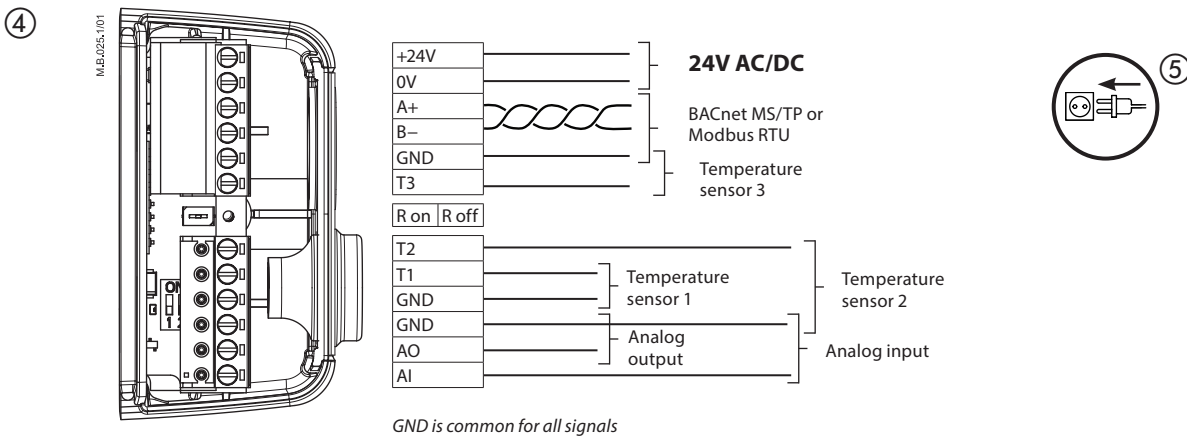 ④
M.B.025.1/01
+24V
0V
24V AC/DC
A+
B−
BACnet MS/TP or
Modbus RTU
GND
T3
Temperature
sensor 3
R on R off
T2
T1
GND
Temperature
sensor 1
Temperature
sensor 2
GND
AO
AI
Analog
output
Analog input
ON
1 2
GND is common for all signals
⑤